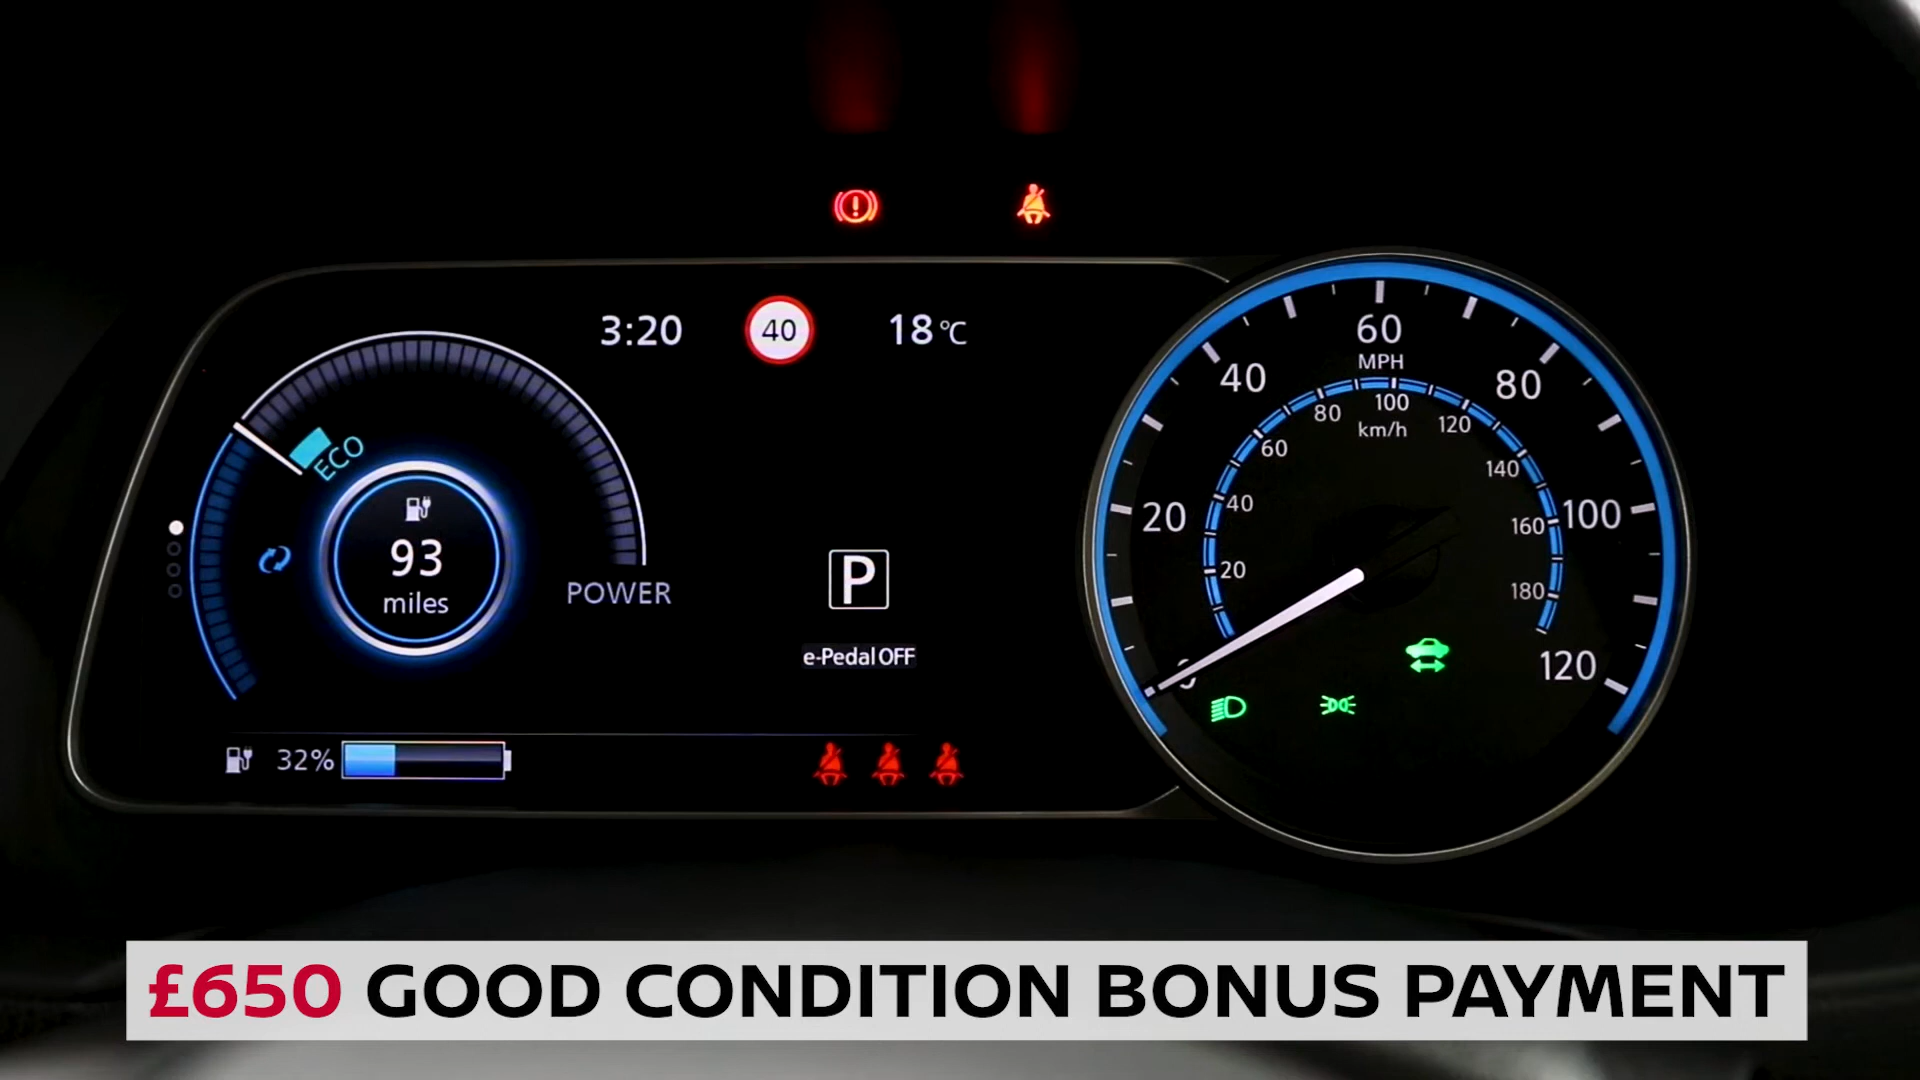 3:20 40 18°C
ECO
93
miles
POWER
P
e-Pedal OFF
32%
0 20 40 60 80 100 120
MPH
20 40 60 80 100 120 140 160 180
km/h
£650 GOOD CONDITION BONUS PAYMENT